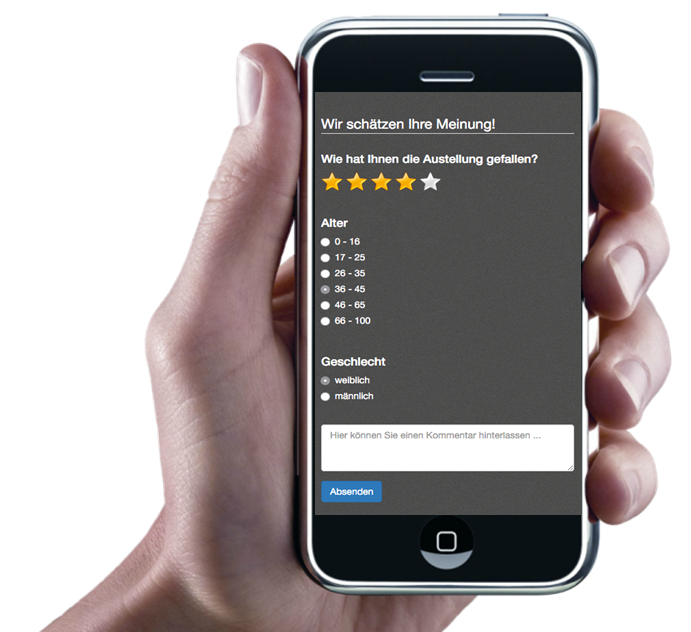 Wir schätzen Ihre Meinung!
Wie hat Ihnen die Austellung gefallen?
Alter
0 - 16
17 - 25
26 - 35
36 - 45
46 - 65
66 - 100
Geschlecht
weiblich
männlich
Hier können Sie einen Kommentar hinterlassen ...
Absenden